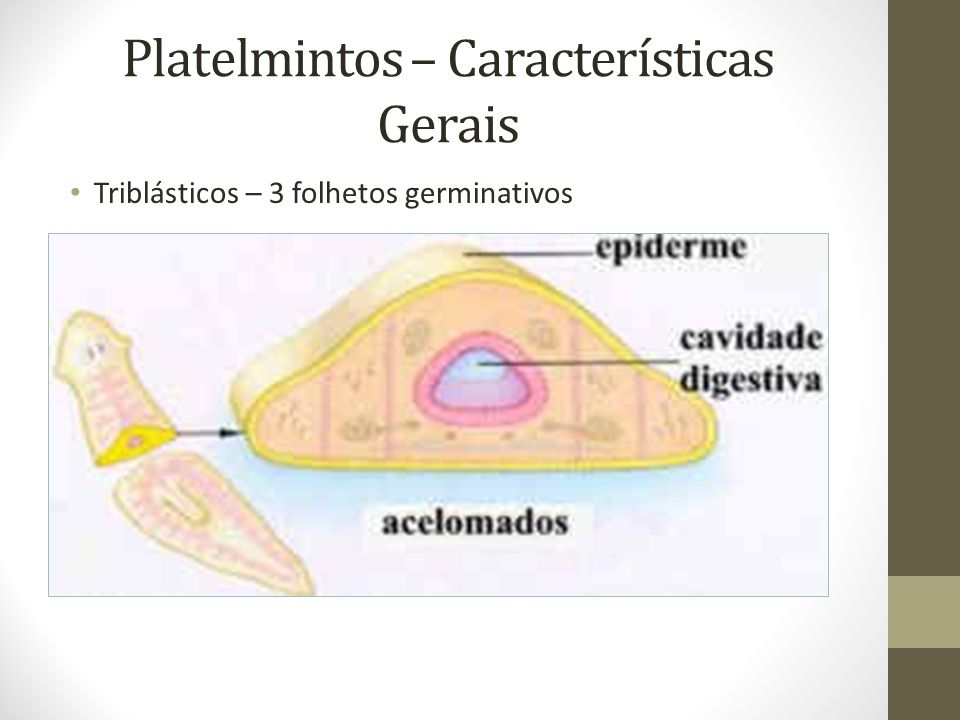 Platelmintos – Características
Gerais
• Triblásticos – 3 folhetos germinativos
epiderme
cavidade
digestiva
acelomados